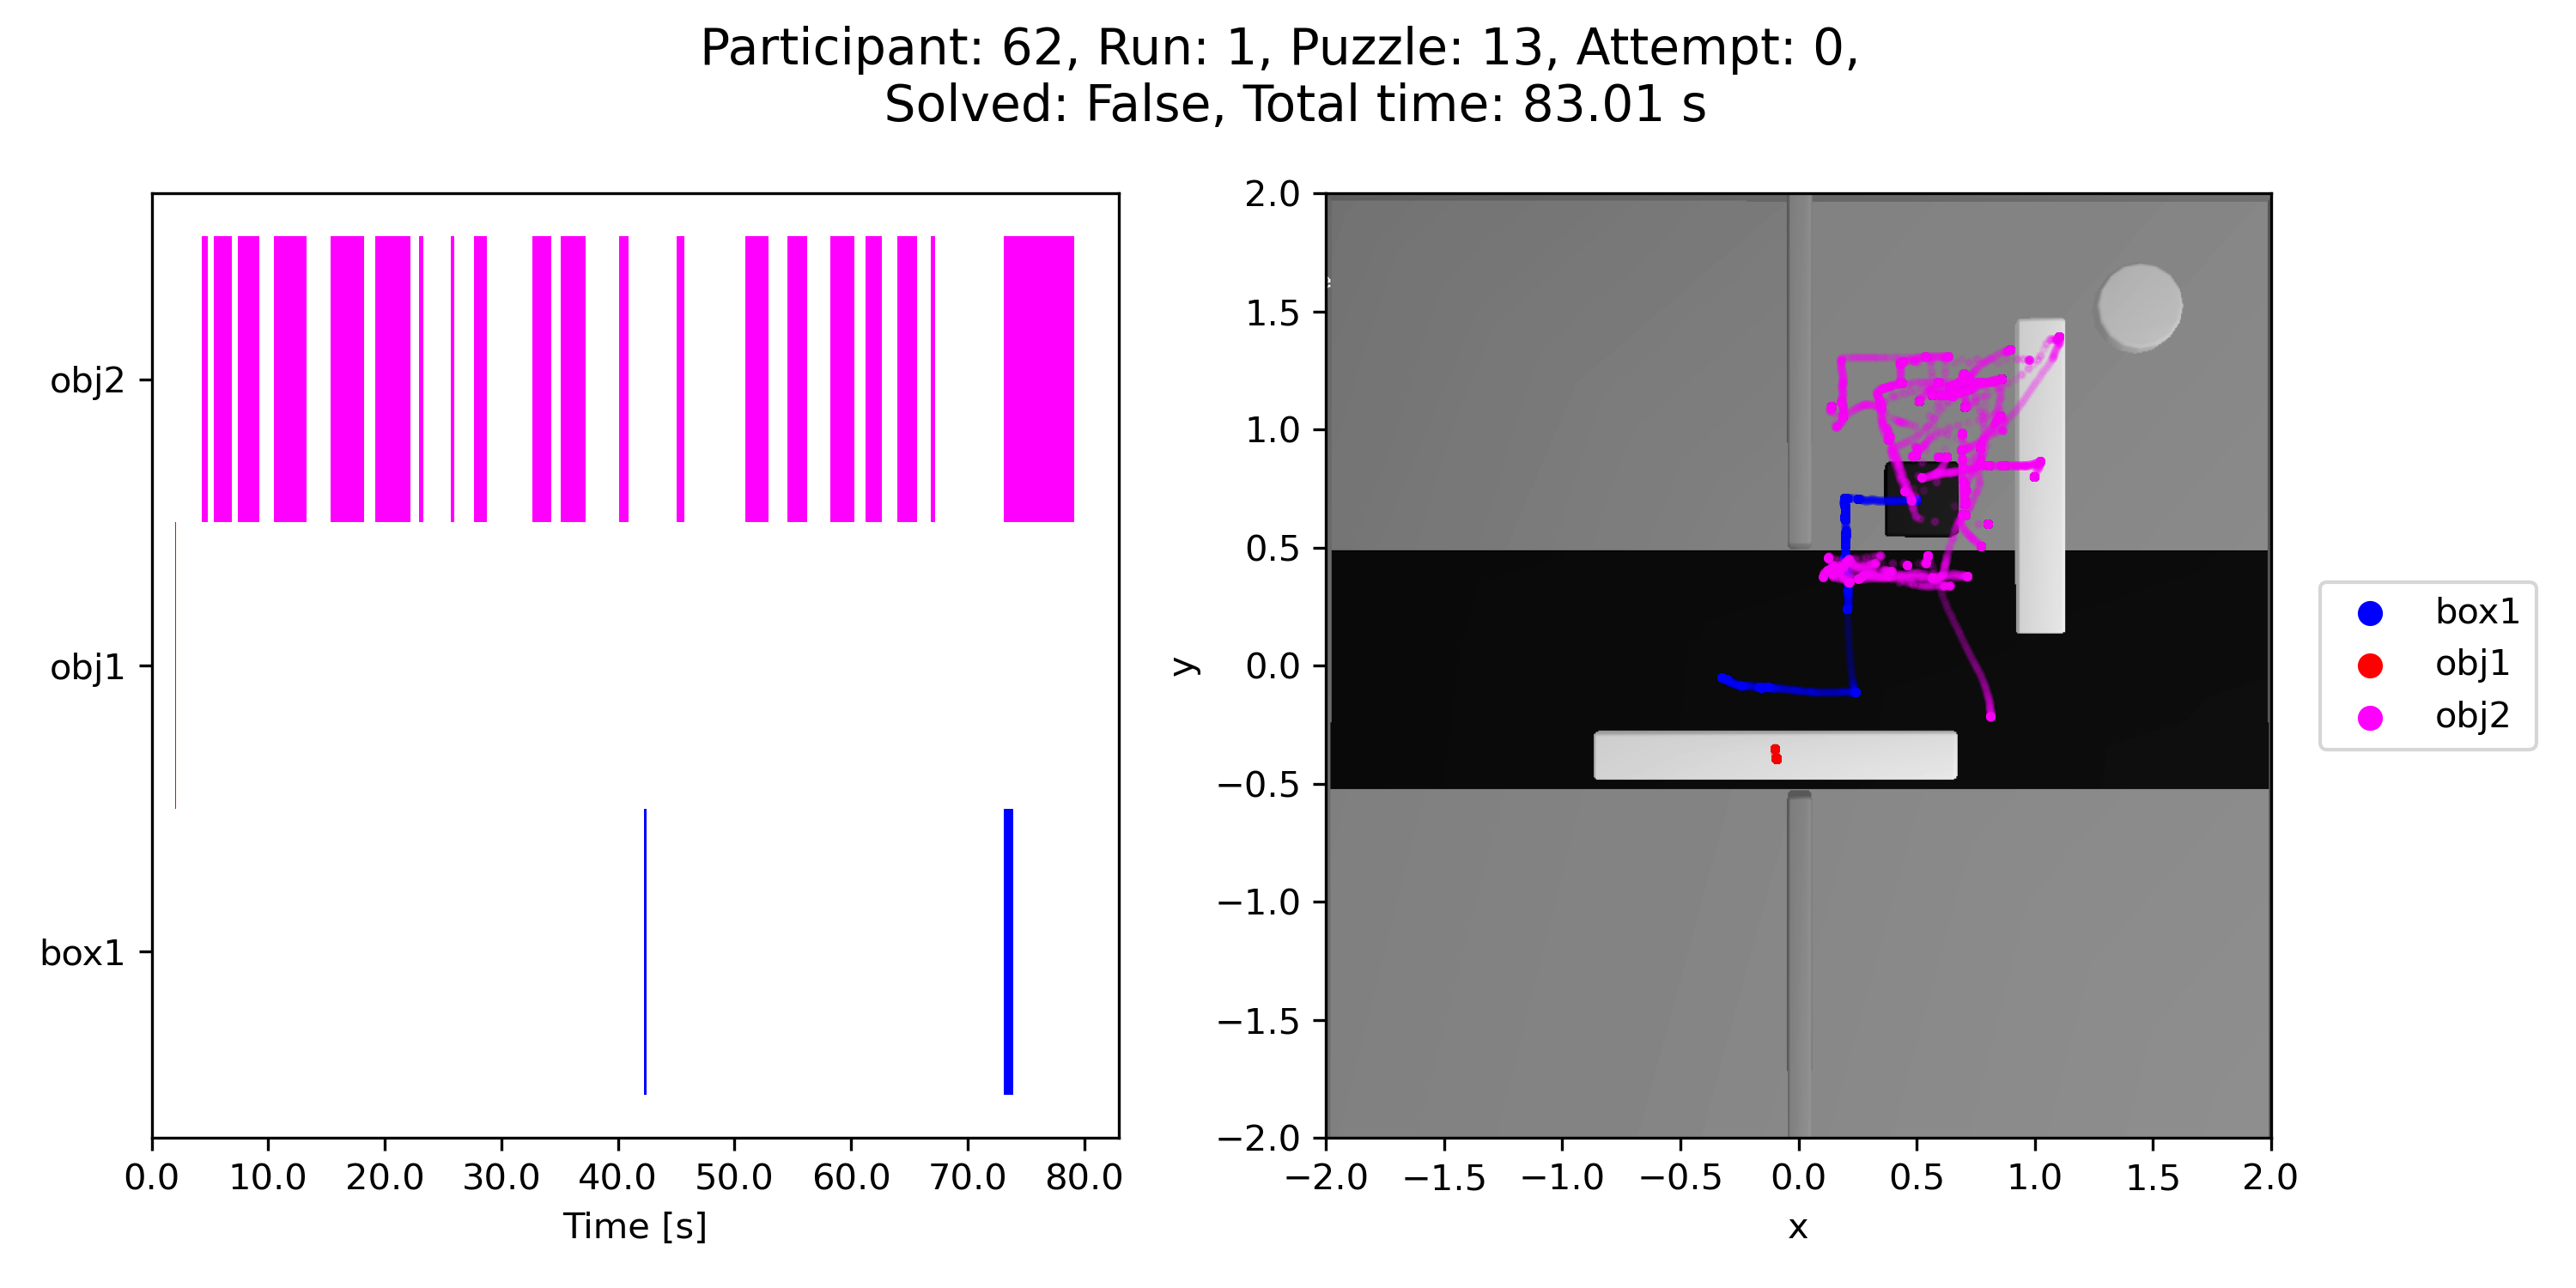 Participant: 62, Run: 1, Puzzle: 13, Attempt: 0,
Solved: False, Total time: 83.01 s
obj2
obj1
box1
0.0 10.0 20.0 30.0 40.0 50.0 60.0 70.0 80.0
Time [s]
2.0
1.5
1.0
0.5
0.0
−0.5
−1.0
−1.5
−2.0
y
−2.0 −1.5 −1.0 −0.5 0.0 0.5 1.0 1.5 2.0
x
box1
obj1
obj2